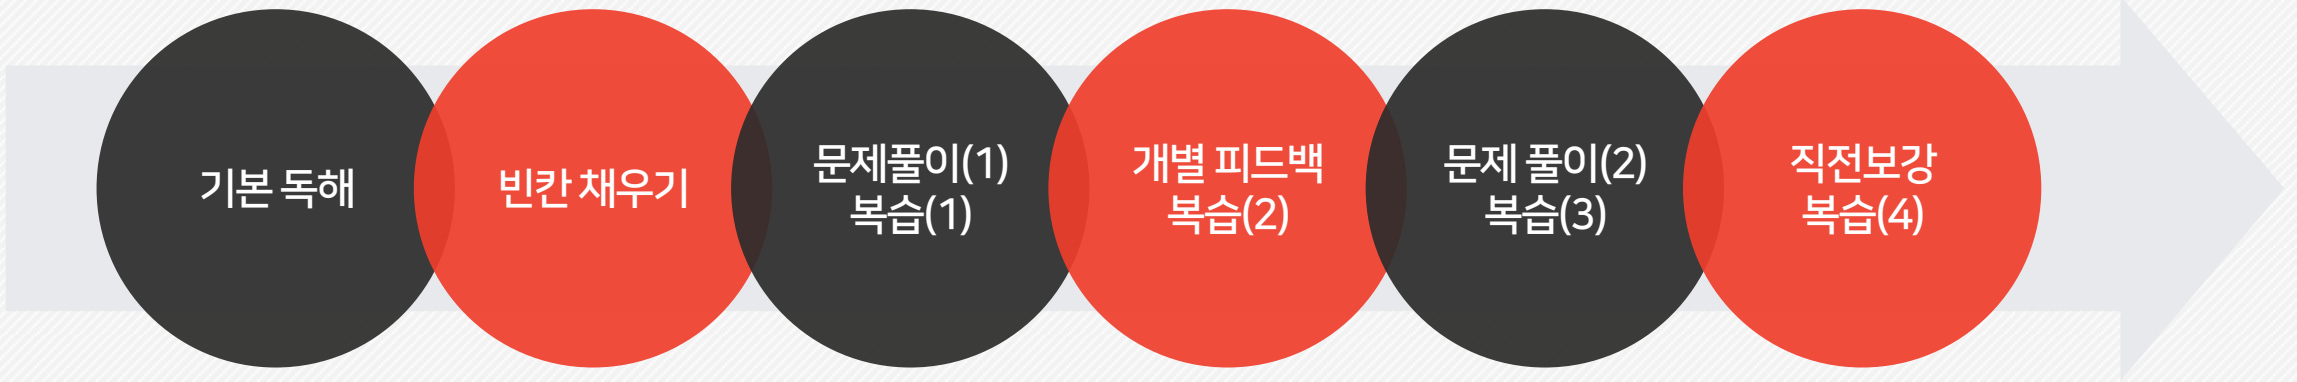 기본 독해
빈칸 채우기
문제풀이(1)
복습(1)
개별 피드백
복습(2)
문제 풀이(2)
복습(3)
직전보강
복습(4)